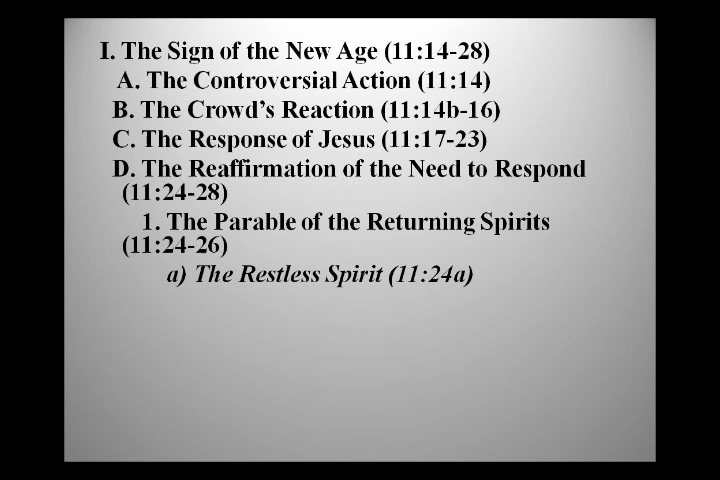 I. The Sign of the New Age (11:14-28)
A. The Controversial Action (11:14)
B. The Crowd's Reaction (11:14b-16)
C. The Response of Jesus (11:17-23)
D. The Reaffirmation of the Need to Respond
(11:24-28)
1. The Parable of the Returning Spirits
(11:24-26)
a) The Restless Spirit (11:24a)